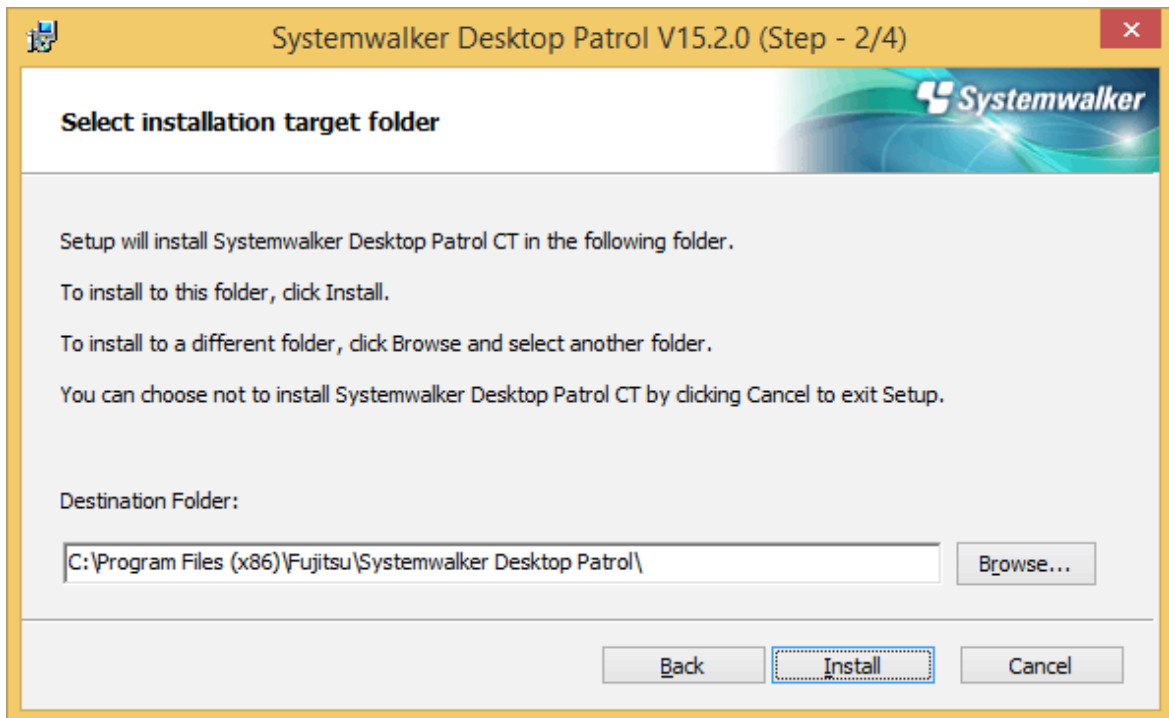 Systemwalker Desktop Patrol V15.2.0 (Step - 2/4)
Systemwalker
Select installation target folder
Setup will install Systemwalker Desktop Patrol CT in the following folder.
To install to this folder, click Install.
To install to a different folder, click Browse and select another folder.
You can choose not to install Systemwalker Desktop Patrol CT by clicking Cancel to exit Setup.
Destination Folder:
C:\Program Files (x86)\Fujitsu\Systemwalker Desktop Patrol\
Browse...
Back Install Cancel